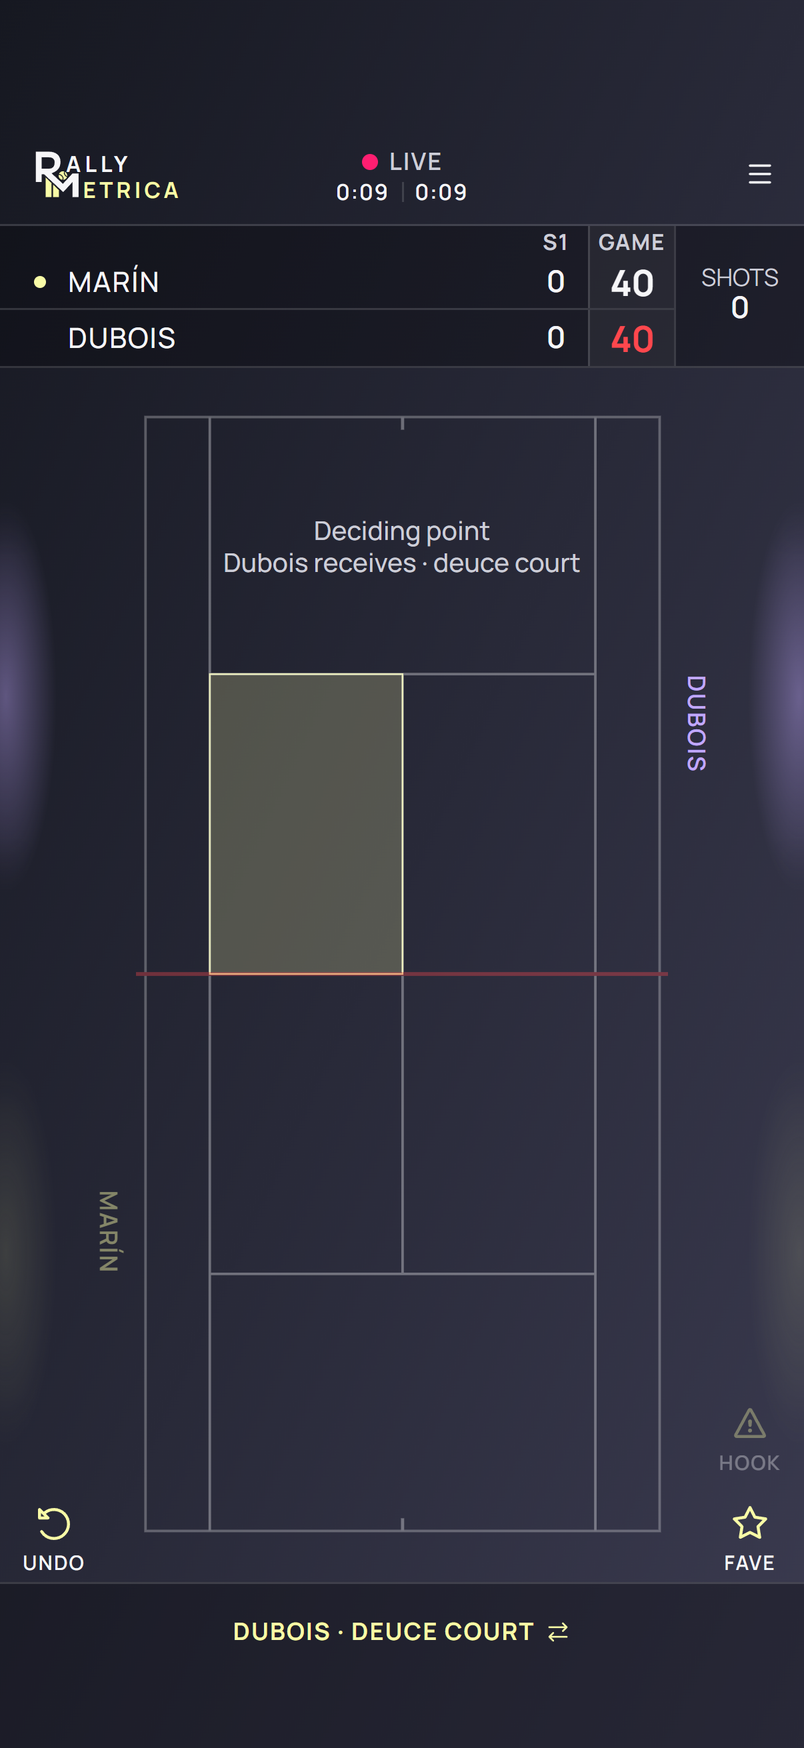 RALLY
METRICA
LIVE
0:09 | 0:09
S1 GAME
MARÍN 0 40
DUBOIS 0 40
SHOTS
0
Deciding point
Dubois receives · deuce court
DUBOIS
MARÍN
HOOK
UNDO
FAVE
DUBOIS · DEUCE COURT